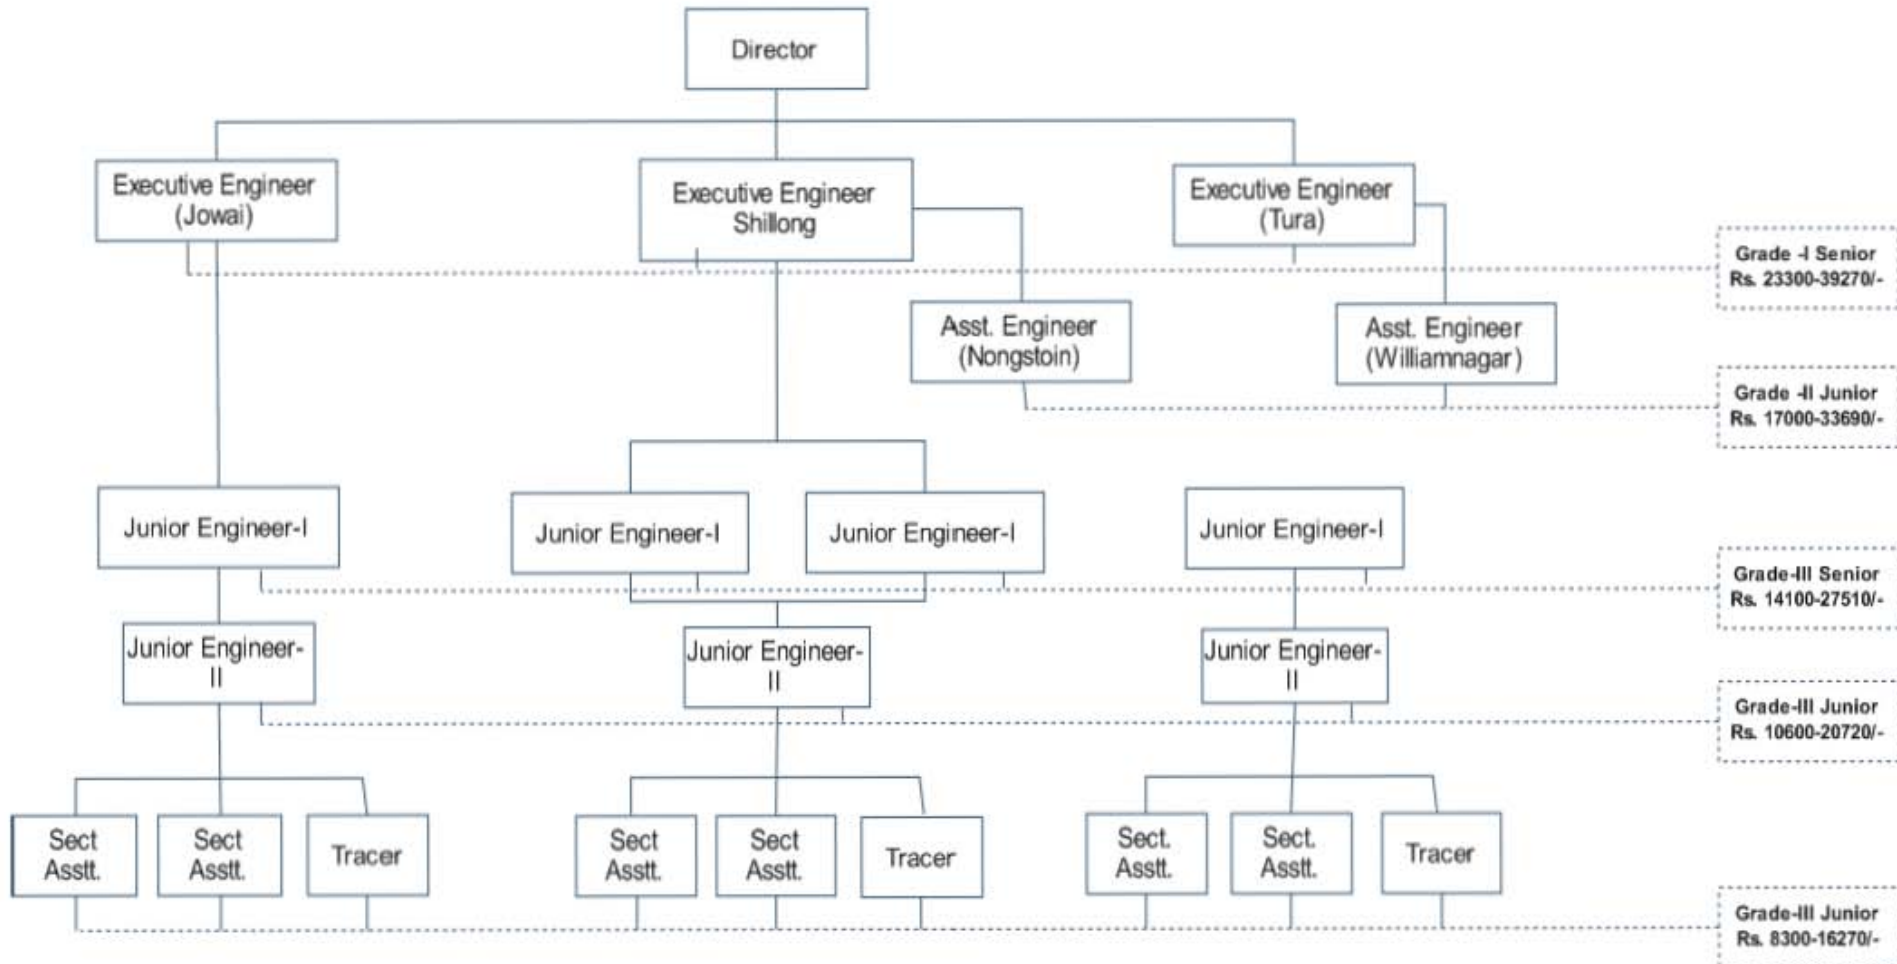 Director
Executive Engineer
(Jowai)
Executive Engineer
Shillong
Executive Engineer
(Tura)
Grade -I Senior
Rs. 23300-39270/-
Asst. Engineer
(Nongstoin)
Asst. Engineer
(Williamnagar)
Grade -II Junior
Rs. 17000-33690/-
Junior Engineer-I
Junior Engineer-I
Junior Engineer-I
Junior Engineer-I
Grade-III Senior
Rs. 14100-27510/-
Junior Engineer-
II
Junior Engineer-
II
Junior Engineer-
II
Grade-III Junior
Rs. 10600-20720/-
Sect
Asstt.
Sect
Asstt.
Tracer
Sect
Asstt.
Sect
Asstt.
Tracer
Sect.
Asstt.
Sect.
Asstt.
Tracer
Grade-III Junior
Rs. 8300-16270/-